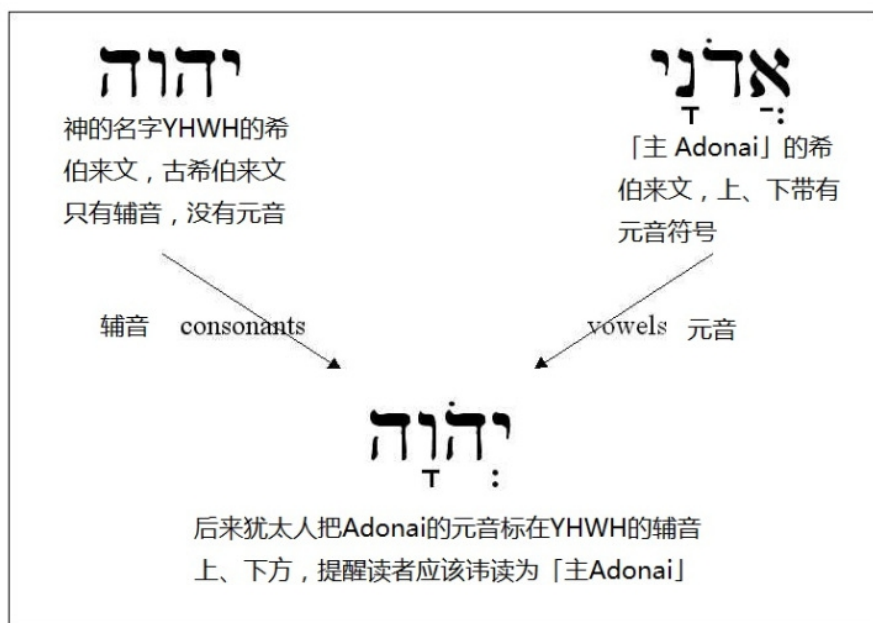 יהוה
神的名字YHWH的希
伯来文，古希伯来文
只有辅音，没有元音
אֲדֹנָי
「主 Adonai」的希
伯来文，上、下带有
元音符号
辅音 consonants
vowels 元音
יְהֹוָה
后来犹太人把Adonai的元音标在YHWH的辅音
上、下方，提醒读者应该讳读为「主Adonai」